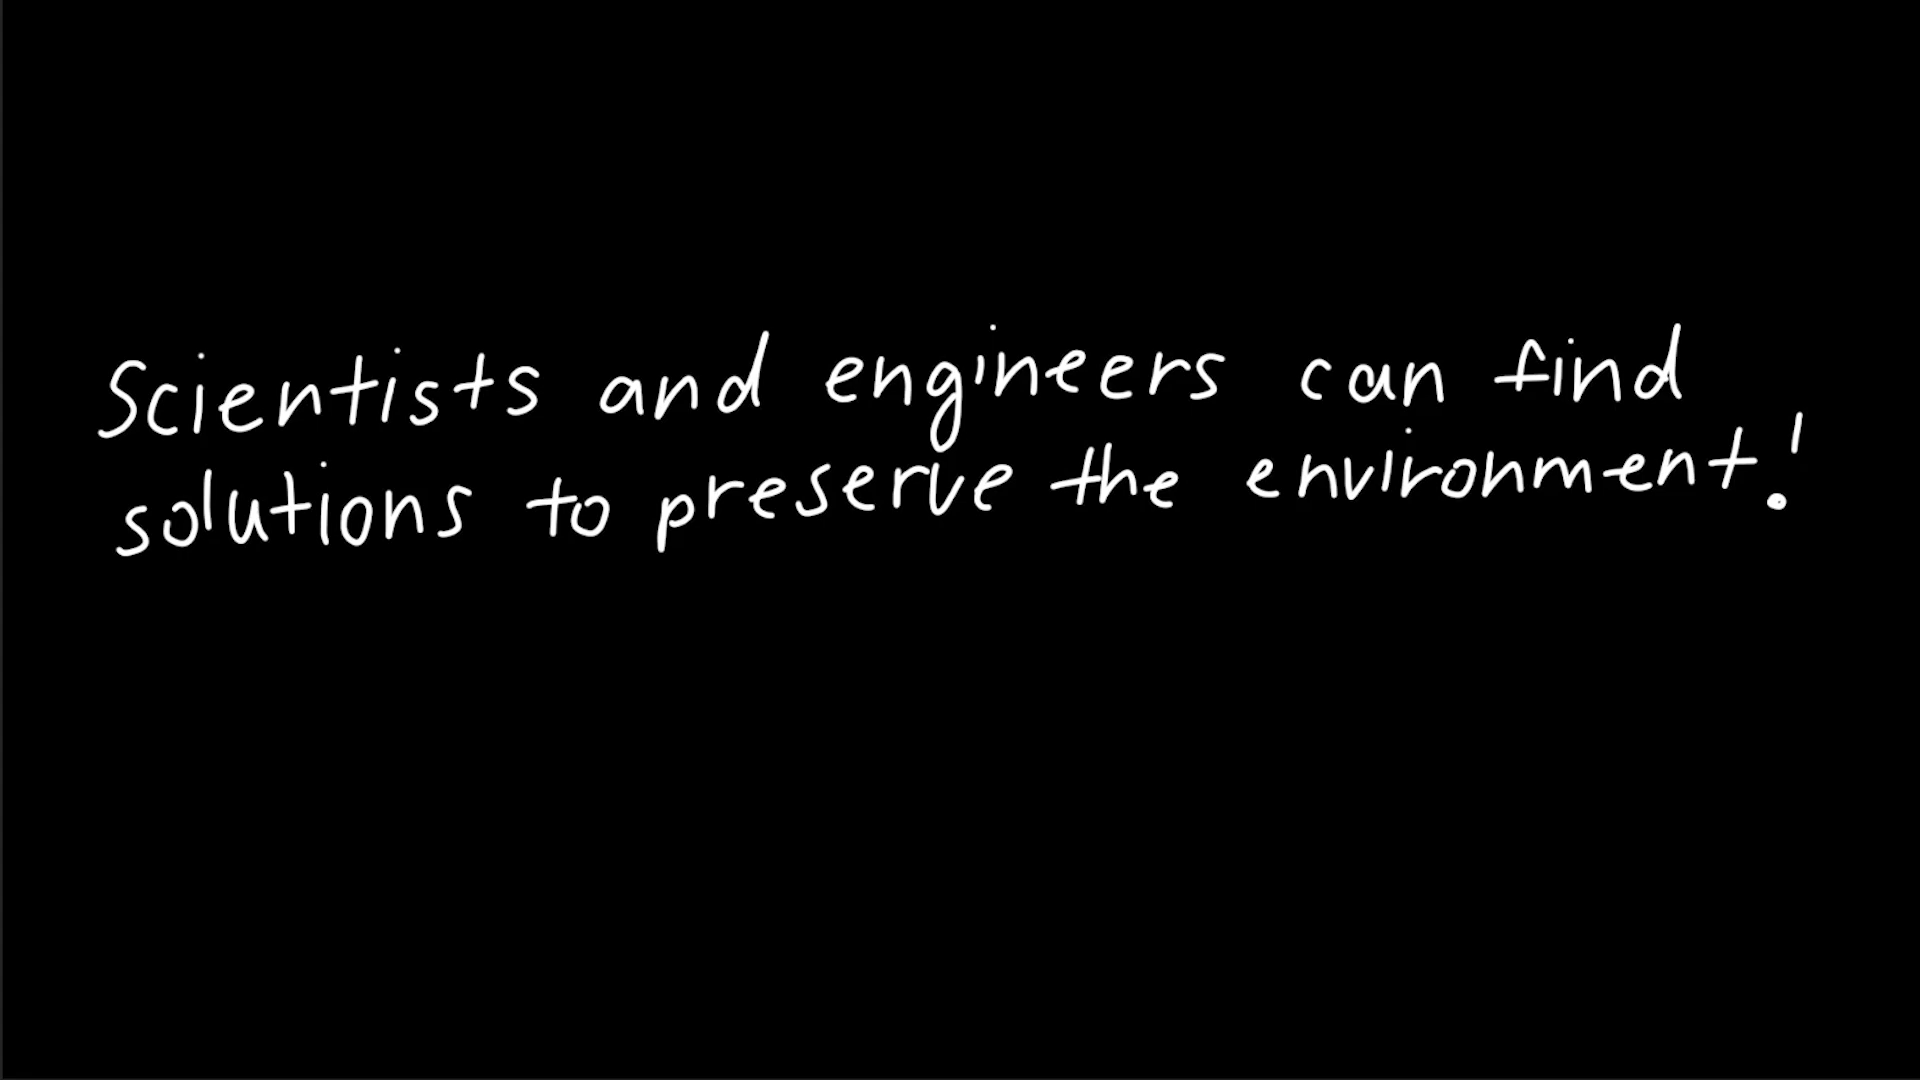 Scientists and engineers can find
solutions to preserve the environment!